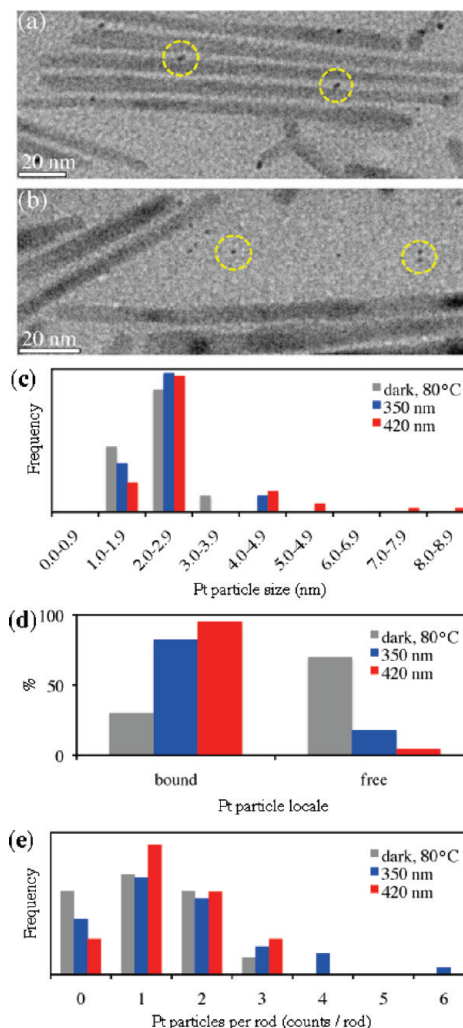 (a)
20 nm
(b)
20 nm
(c)
Frequency
dark, 80°C
350 nm
420 nm
0.0-0.9
1.0-1.9
2.0-2.9
3.0-3.9
4.0-4.9
5.0-4.9
6.0-6.9
7.0-7.9
8.0-8.9
Pt particle size (nm)
(d)
100
50
0
%
dark, 80°C
350 nm
420 nm
bound
free
Pt particle locale
(e)
Frequency
dark, 80°C
350 nm
420 nm
0 1 2 3 4 5 6
Pt particles per rod (counts / rod)